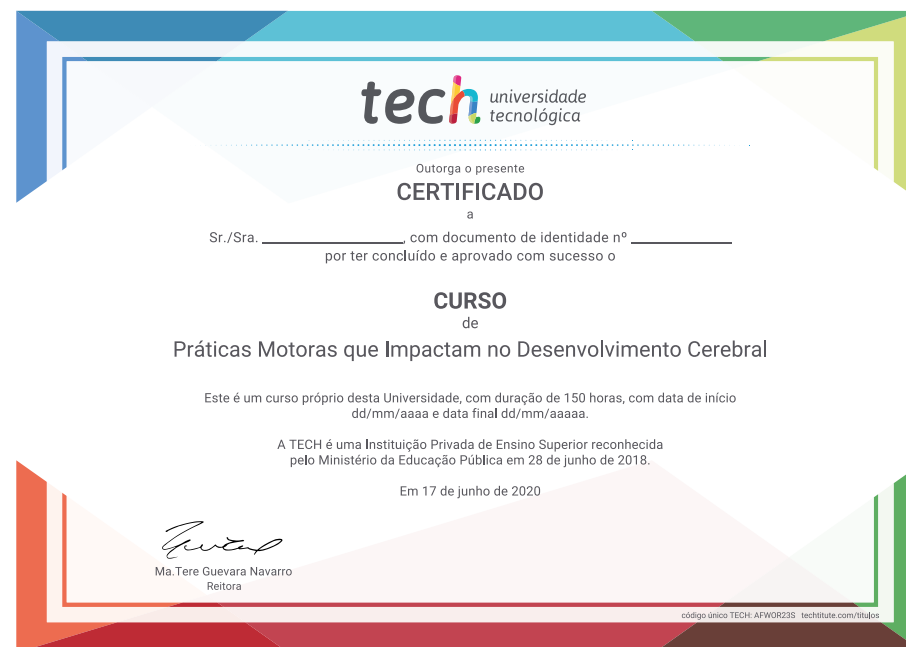 tech universidade
tecnológica
Outorga o presente
CERTIFICADO
a
Sr./Sra. ____________, com documento de identidade nº ____________
por ter concluído e aprovado com sucesso o
CURSO
de
Práticas Motoras que Impactam no Desenvolvimento Cerebral
Este é um curso próprio desta Universidade, com duração de 150 horas, com data de início
dd/mm/aaaa e data final dd/mm/aaaaa.
A TECH é uma Instituição Privada de Ensino Superior reconhecida
pelo Ministério da Educação Pública em 28 de junho de 2018.
Em 17 de junho de 2020
Ma.Tere Guevara Navarro
Reitora
código único TECH: AFWOR23S techtitute.com/títulos